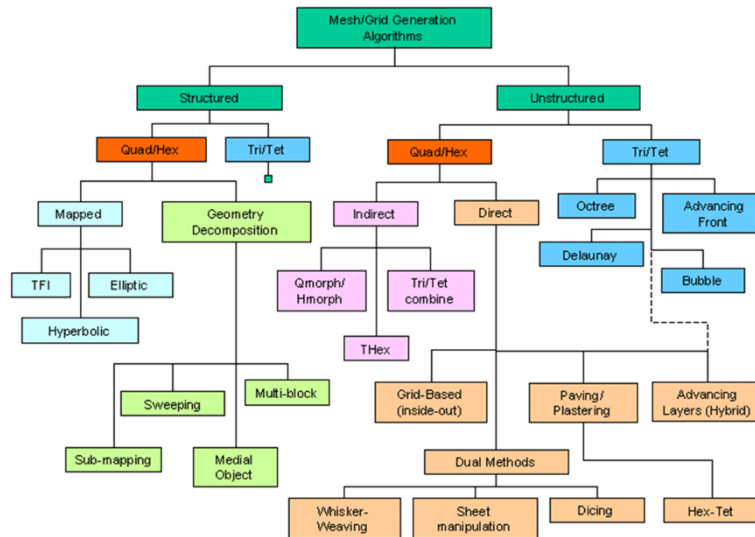 Mesh/Grid Generation
Algorithms
Structured
Unstructured
Quad/Hex
Tri/Tet
Quad/Hex
Tri/Tet
Mapped
Geometry
Decomposition
Indirect
Direct
Octree
Advancing
Front
TFI
Elliptic
Qmorph/
Hmorph
Tri/Tet
combine
Delaunay
Bubble
Hyperbolic
THex
Sweeping
Multi-block
Grid-Based
(inside-out)
Paving/
Plastering
Advancing
Layers (Hybrid)
Sub-mapping
Medial
Object
Dual Methods
Whisker-
Weaving
Sheet
manipulation
Dicing
Hex-Tet